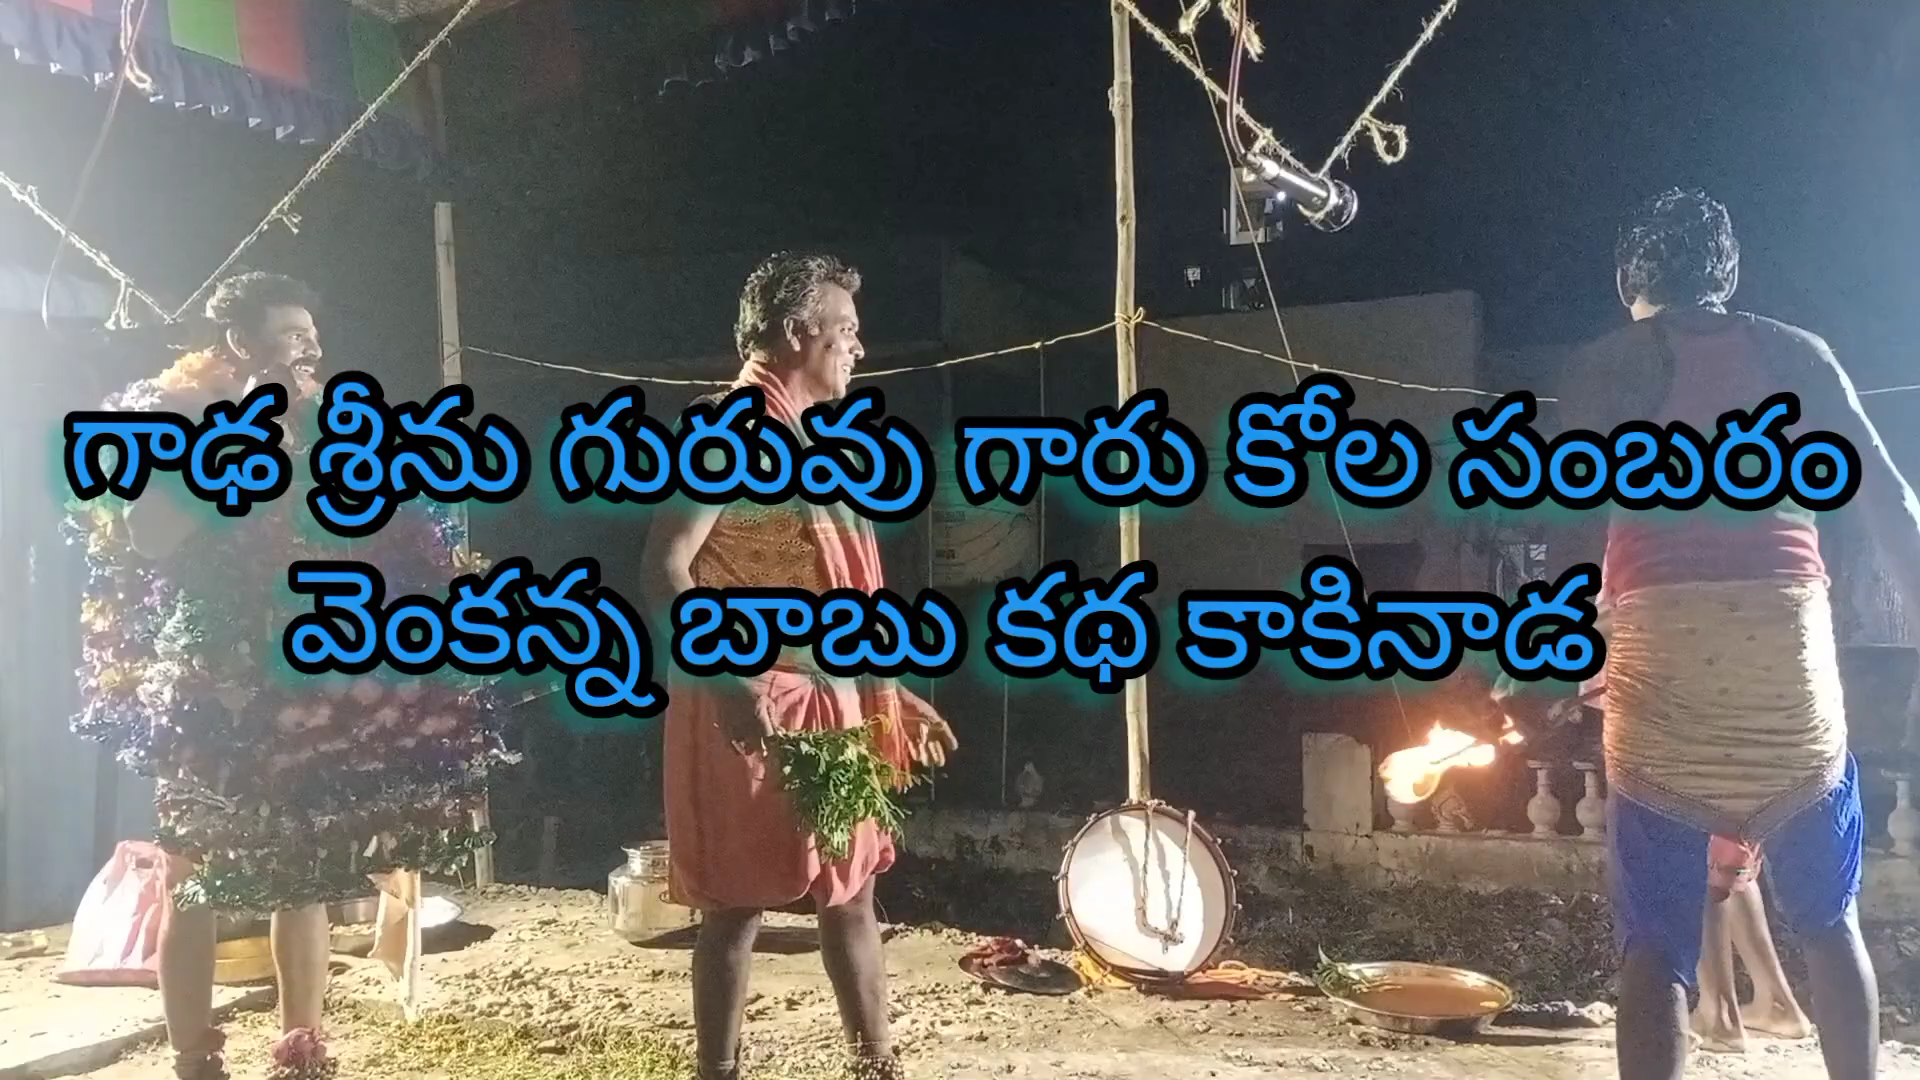 గాఢ శ్రీను గురువు గారు కోల సంబరం
వెంకన్న బాబు కథ కాకినాడ